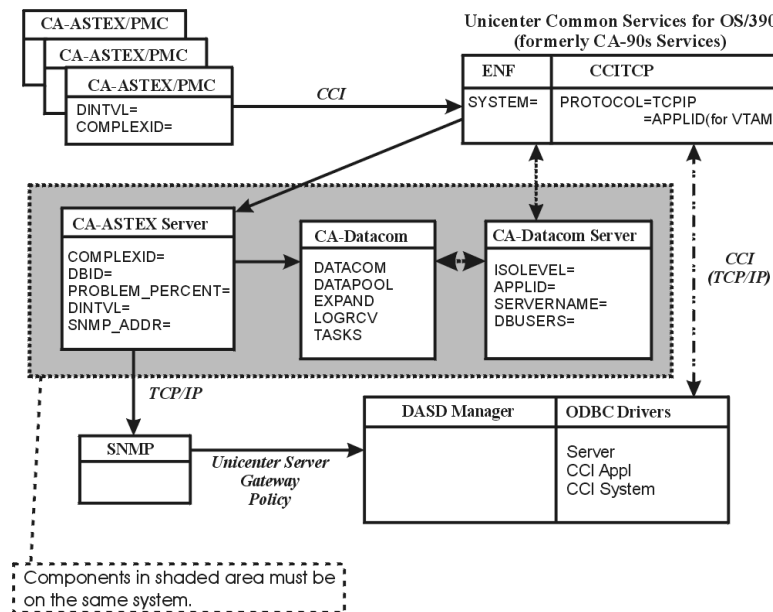 CA-ASTEX/PMC
CA-ASTEX/PMC
CA-ASTEX/PMC
DINTVL=
COMPLEXID=
CCI
Unicenter Common Services for OS/390
(formerly CA-90s Services)
ENF
CCITCP
SYSTEM=
PROTOCOL=TCPIP
=APPLID(for VTAM
CA-ASTEX Server
COMPLEXID=
DBID=
PROBLEM_PERCENT=
DINTVL=
SNMP_ADDR=
CA-Datacom
DATACOM
DATAPOOL
EXPAND
LOGRCV
TASKS
CA-Datacom Server
ISOLEVEL=
APPLID=
SERVERNAME=
DBUSERS=
CCI
(TCP/IP)
TCP/IP
SNMP
Unicenter Server
Gateway
Policy
DASD Manager
ODBC Drivers
Server
CCI Appl
CCI System
Components in shaded area must be
on the same system.